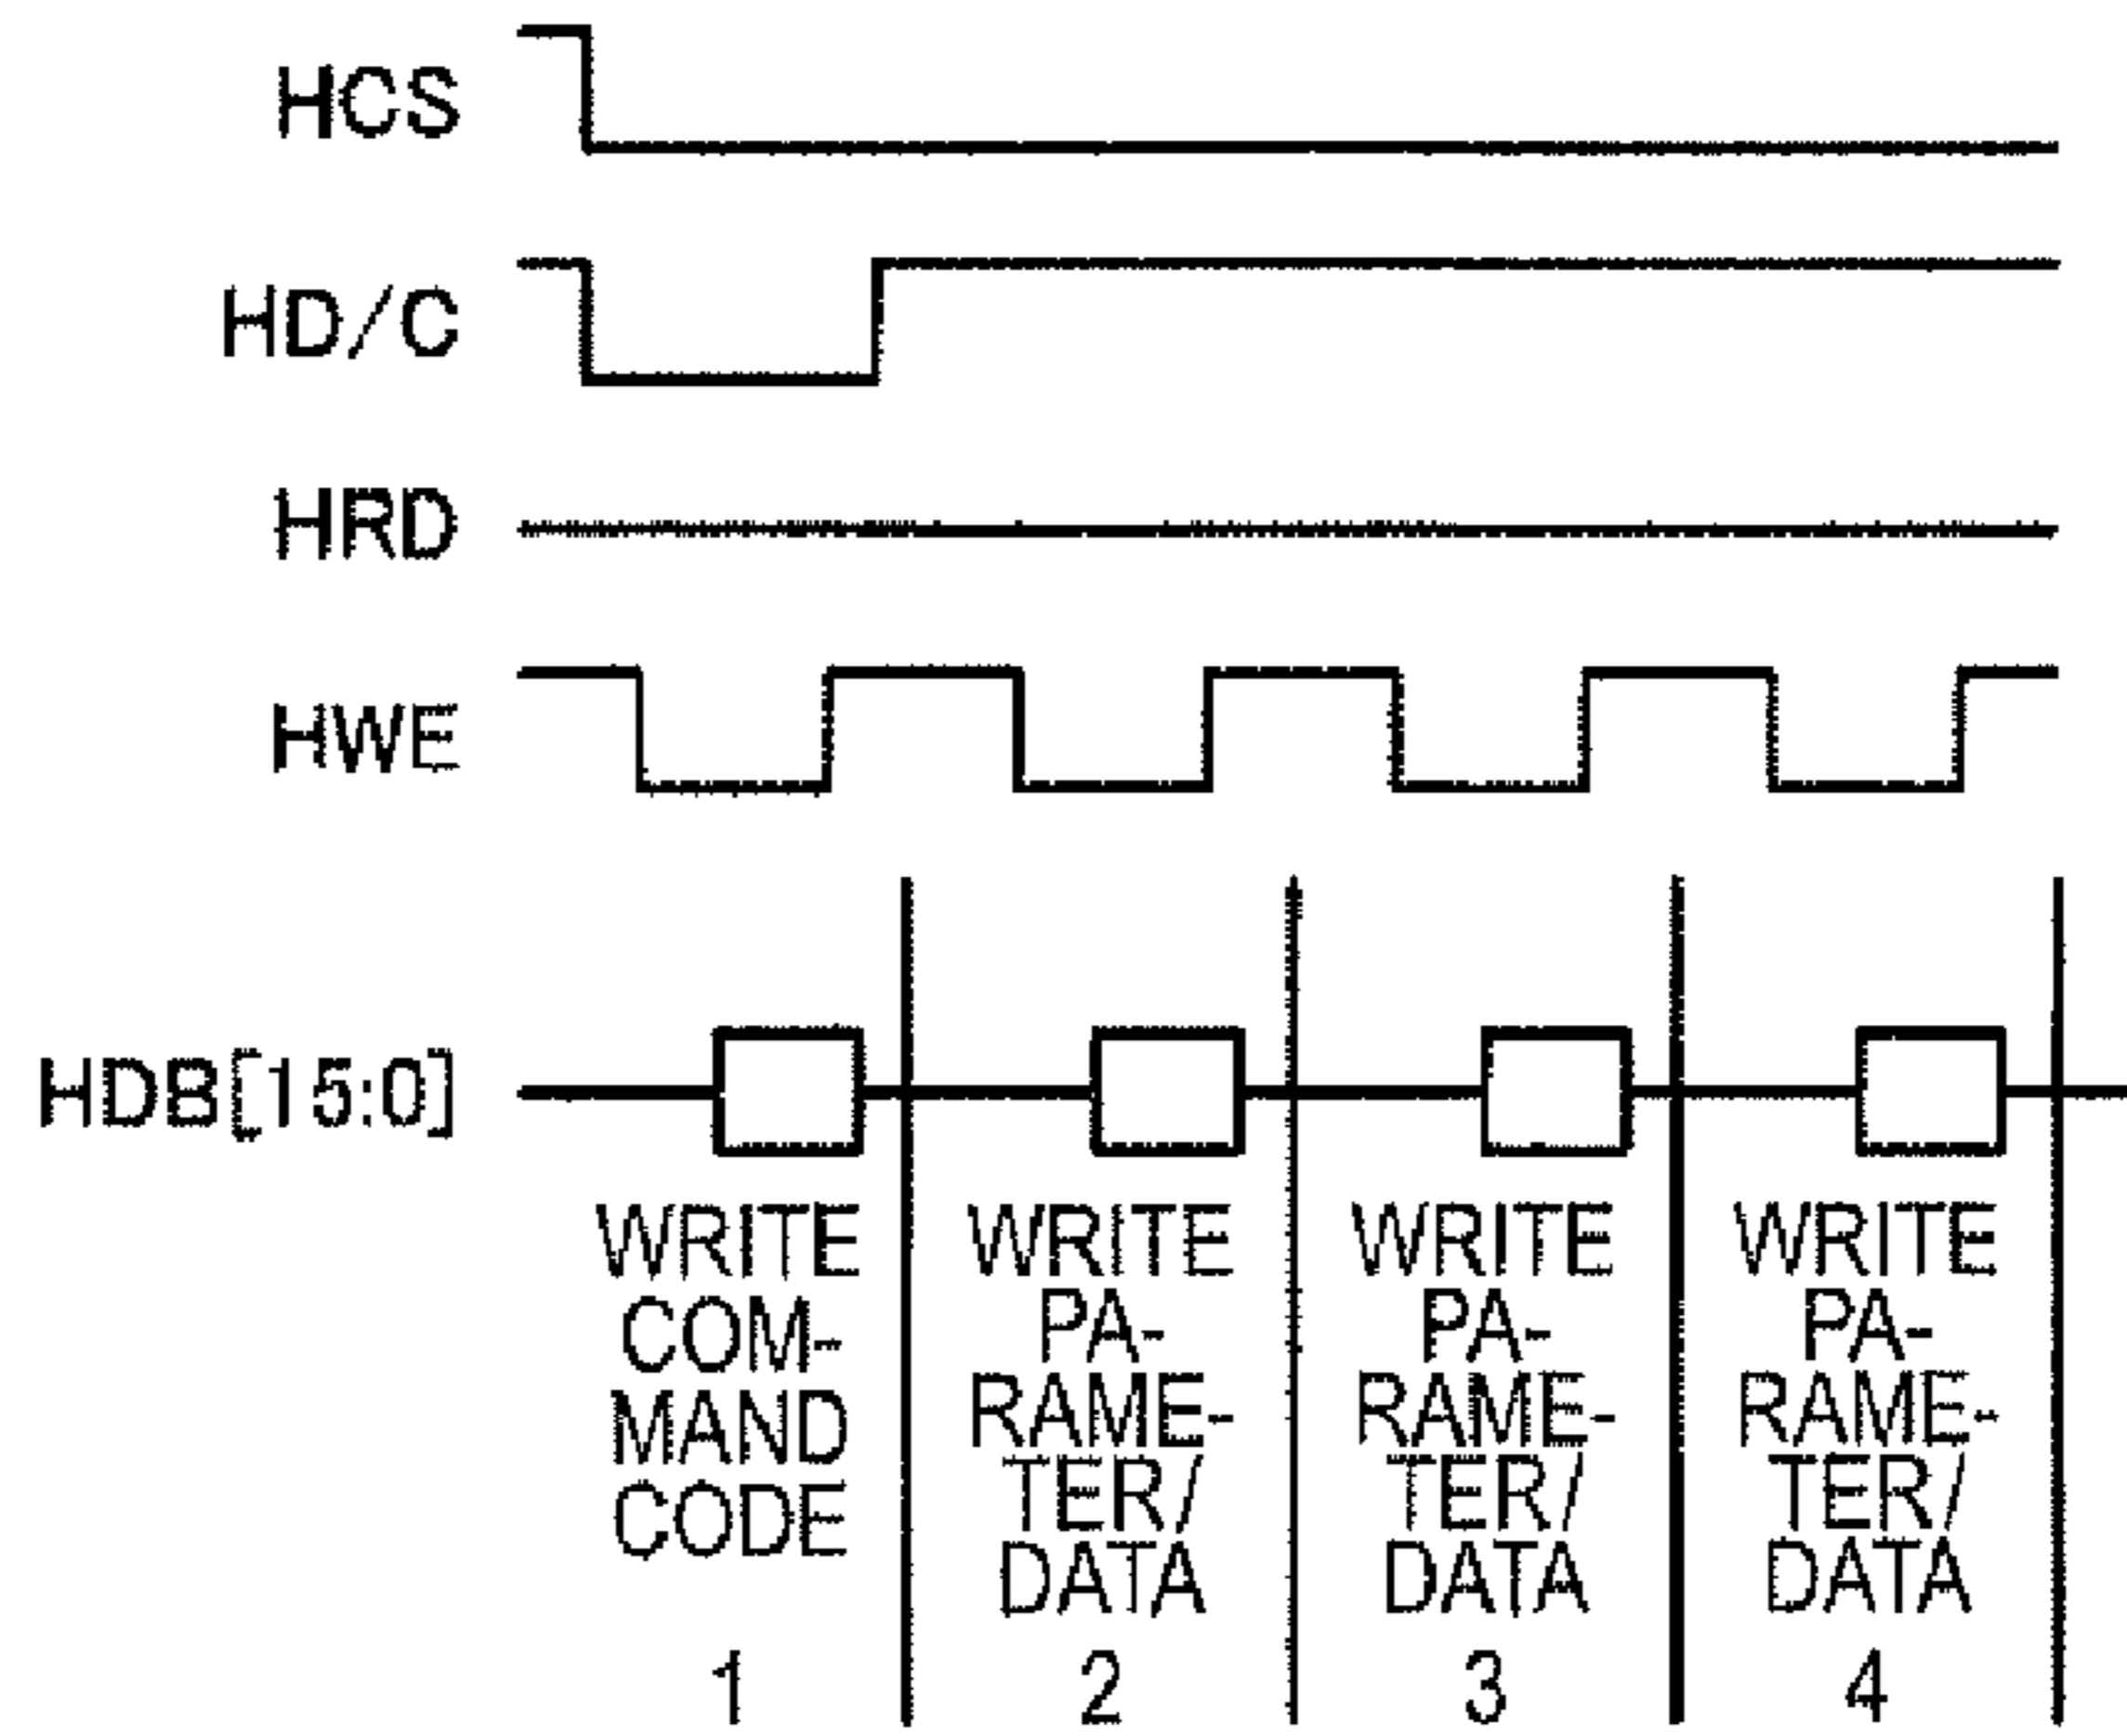 HCS
HD/C
HRD
HWE
HDB[15:0]
WRITE
COM-
MAND
CODE
1
WRITE
PA-
RAME-
TER/
DATA
2
WRITE
PA-
RAME-
TER/
DATA
3
WRITE
PA-
RAME-
TER/
DATA
4